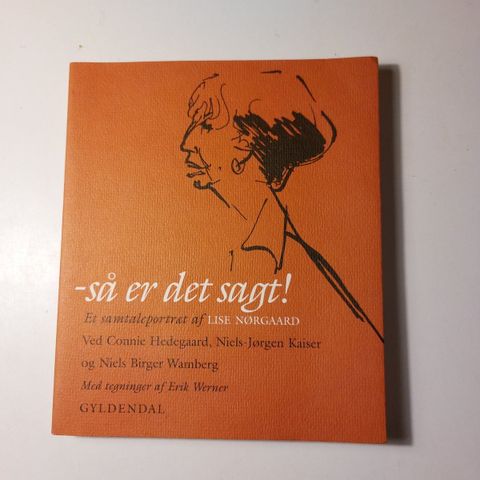 -så er det sagt!
Et samtaleportræt af LISE NØRGAARD
Ved Connie Hedegaard, Niels-Jørgen Kaiser
og Niels Birger Wamberg
Med tegninger af Erik Werner
GYLDENDAL